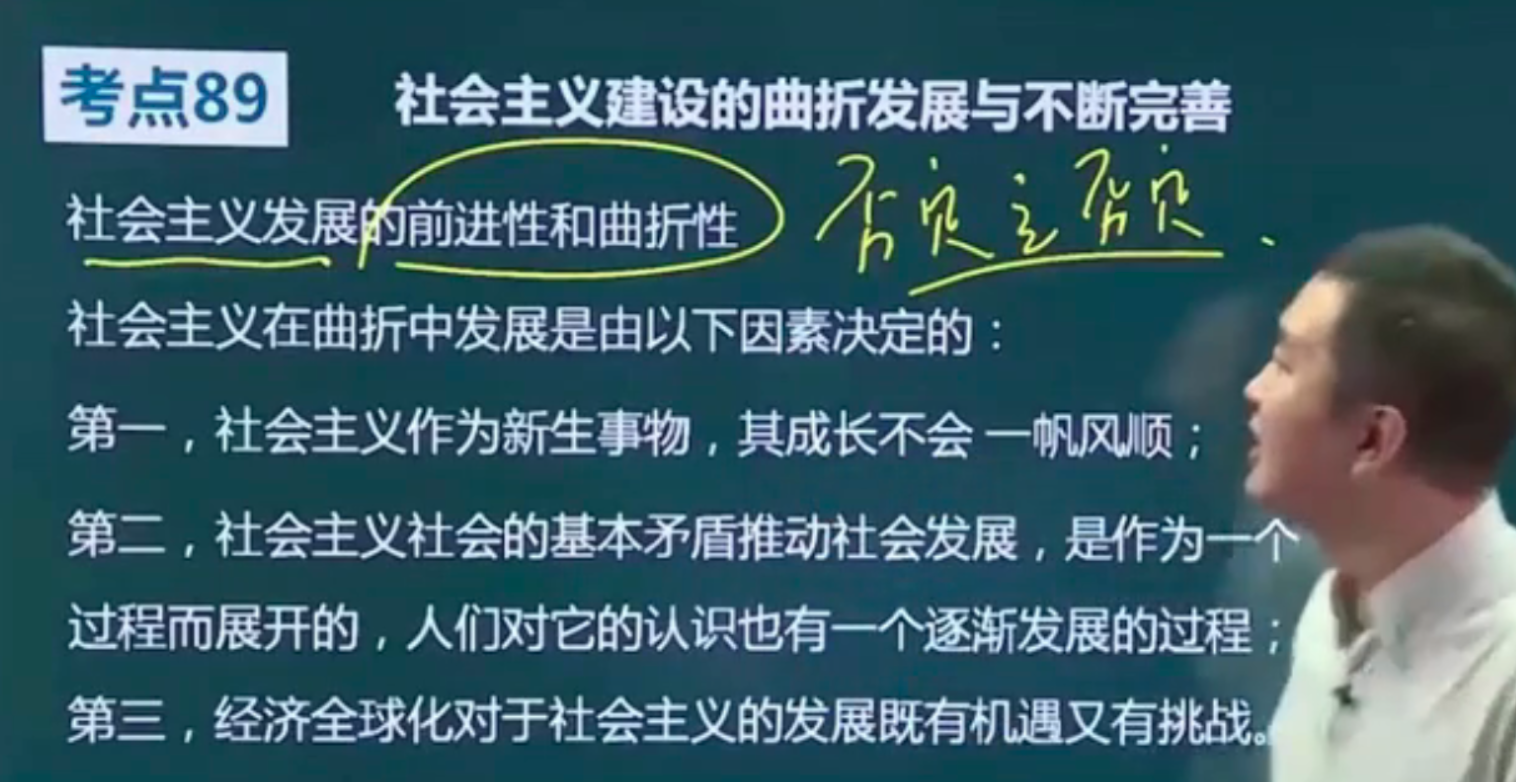 考点89 社会主义建设的曲折发展与不断完善
社会主义发展的前进性和曲折性 否定之否定
社会主义在曲折中发展是由以下因素决定的：
第一，社会主义作为新生事物，其成长不会一帆风顺；
第二，社会主义社会的基本矛盾推动社会发展，是作为一个
过程而展开的，人们对它的认识也有一个逐渐发展的过程；
第三，经济全球化对于社会主义的发展既有机遇又有挑战。